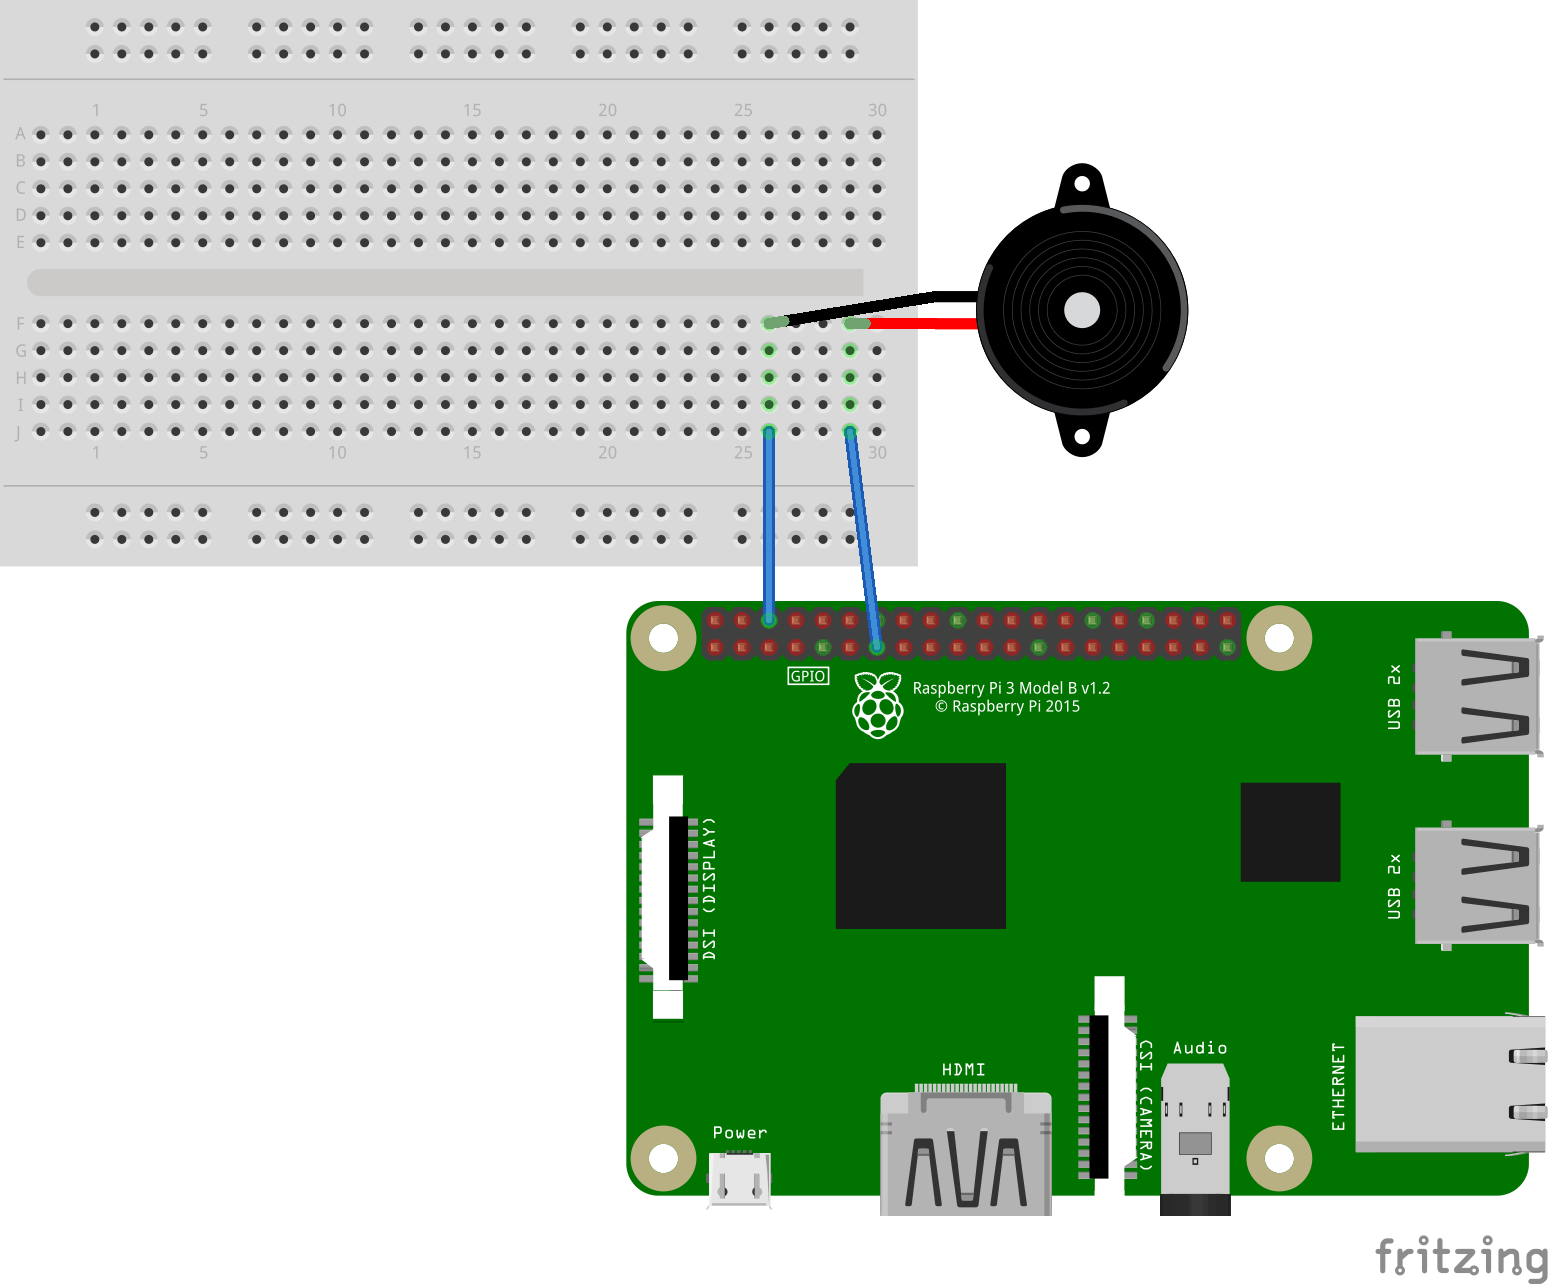 1 5 10 15 20 25 30
A
B
C
D
E
F
G
H
I
J
1 5 10 15 20 25 30
GPIO
Raspberry Pi 3 Model B v1.2
© Raspberry Pi 2015
USB 2x
USB 2x
DSI (DISPLAY)
HDMI
CSI (CAMERA)
Audio
ETHERNET
Power
fritzing